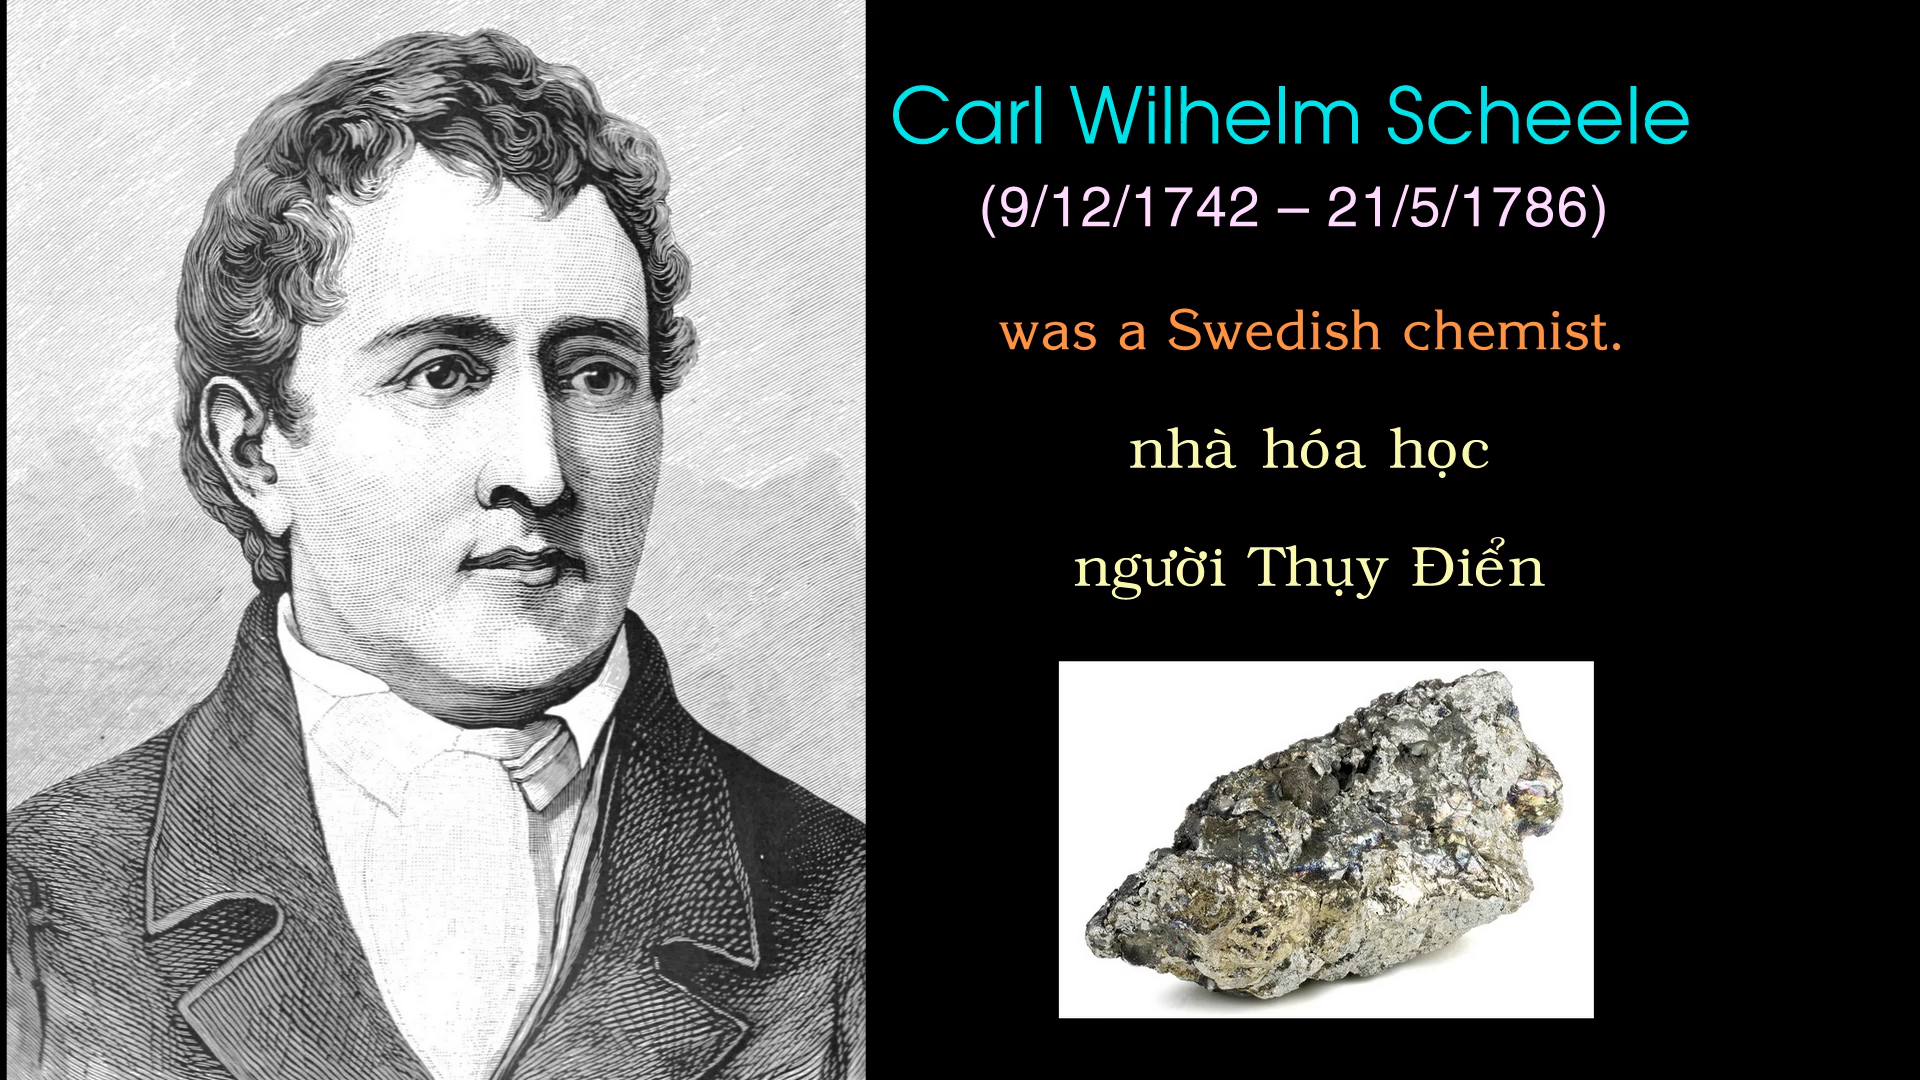 Carl Wilhelm Scheele
(9/12/1742 – 21/5/1786)
was a Swedish chemist.
nhà hóa học
người Thụy Điển